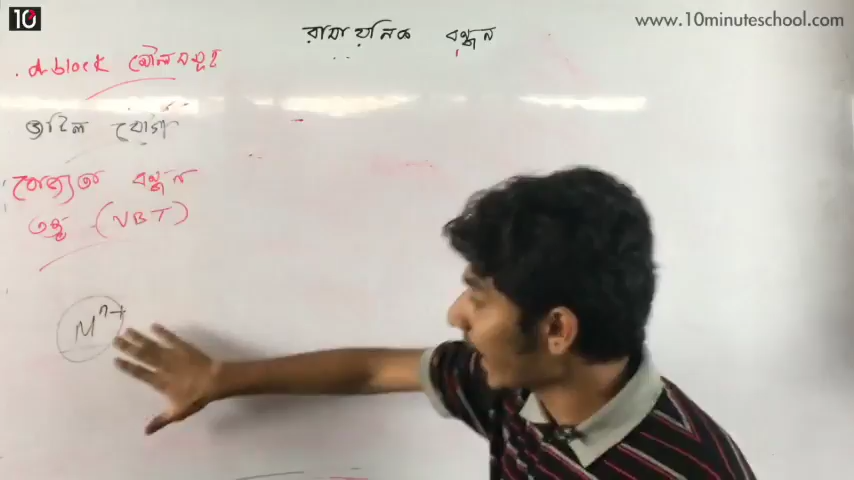 10
www.10minuteschool.com
রাসায়নিক বন্ধন
d-block মৌলসমূহ
জটিল যৌগ
যোজ্যতা বন্ধন
তত্ত্ব (VBT)
Mⁿ⁺